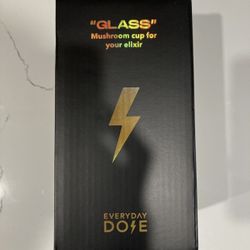 "GLASS"
Mushroom cup for
your elixir
EVERYDAY
DOSE